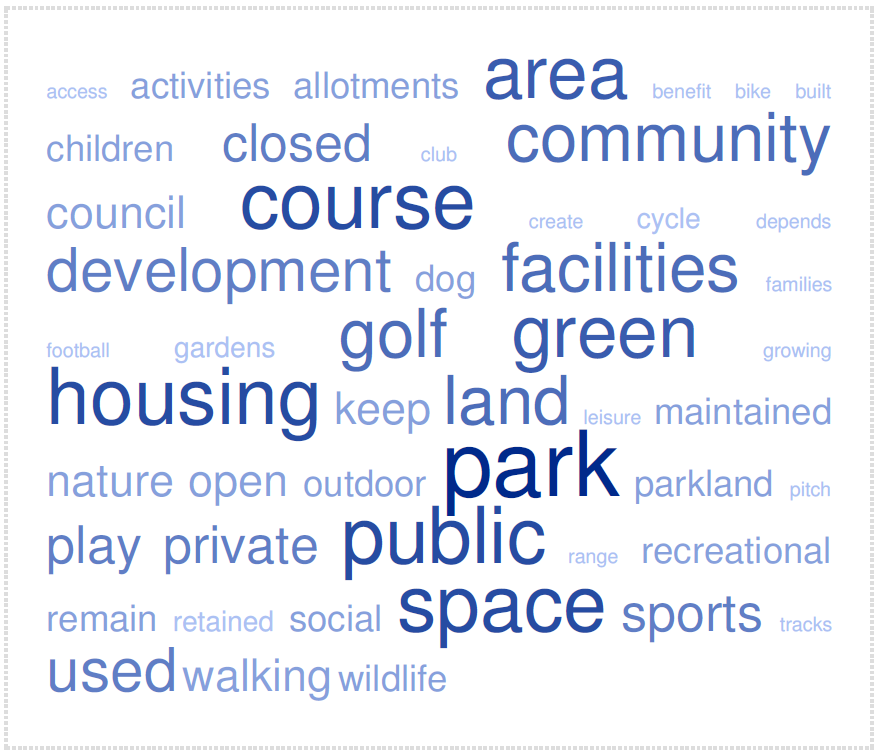 access activities allotments area benefit bike built
children closed club community
council course create cycle depends
development dog facilities families
football gardens golf green growing
housing keep land leisure maintained
nature open outdoor park parkland pitch
play private public range recreational
remain retained social space sports tracks
used walking wildlife